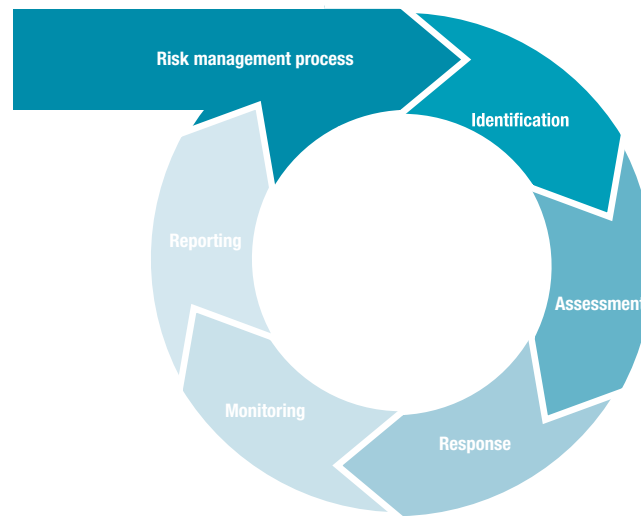 Risk management process
Identification
Assessment
Response
Monitoring
Reporting